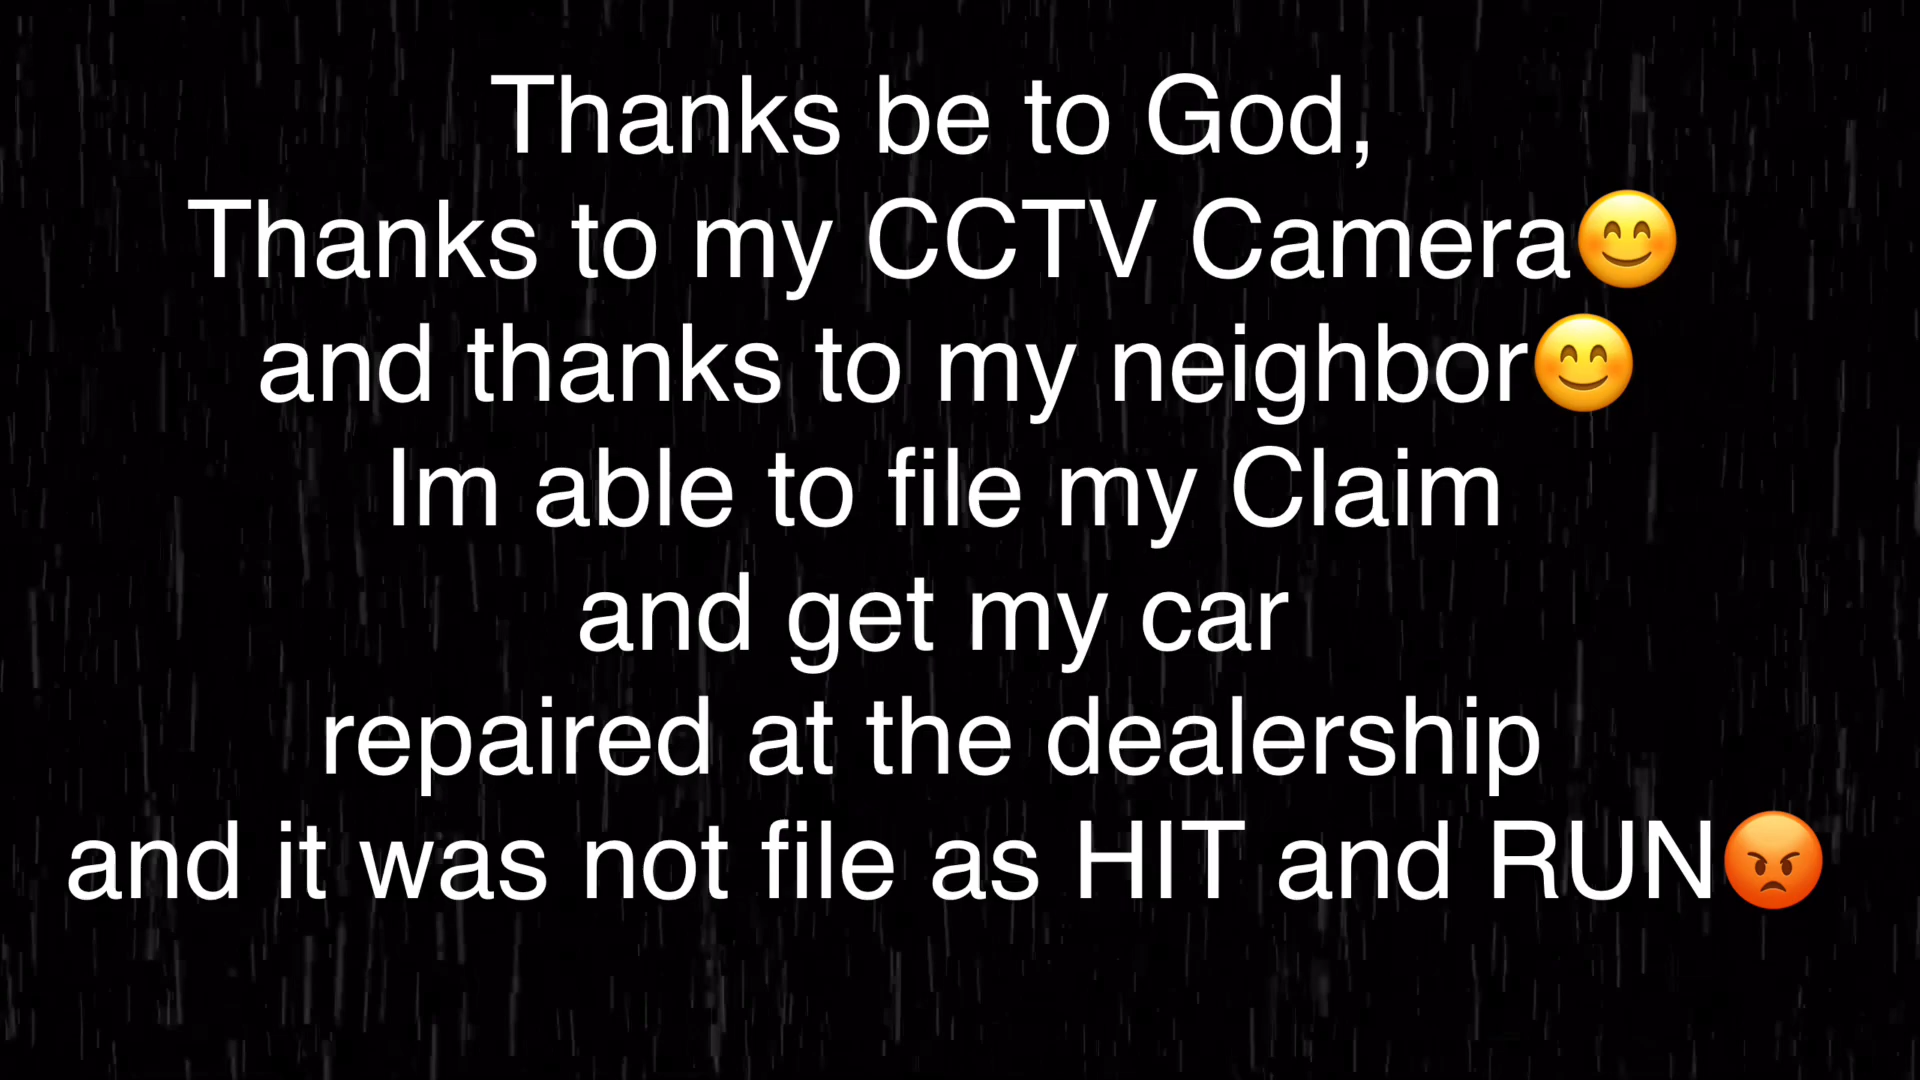 Thanks be to God,
Thanks to my CCTV Camera😊
and thanks to my neighbor😊
Im able to file my Claim
and get my car
repaired at the dealership
and it was not file as HIT and RUN😡